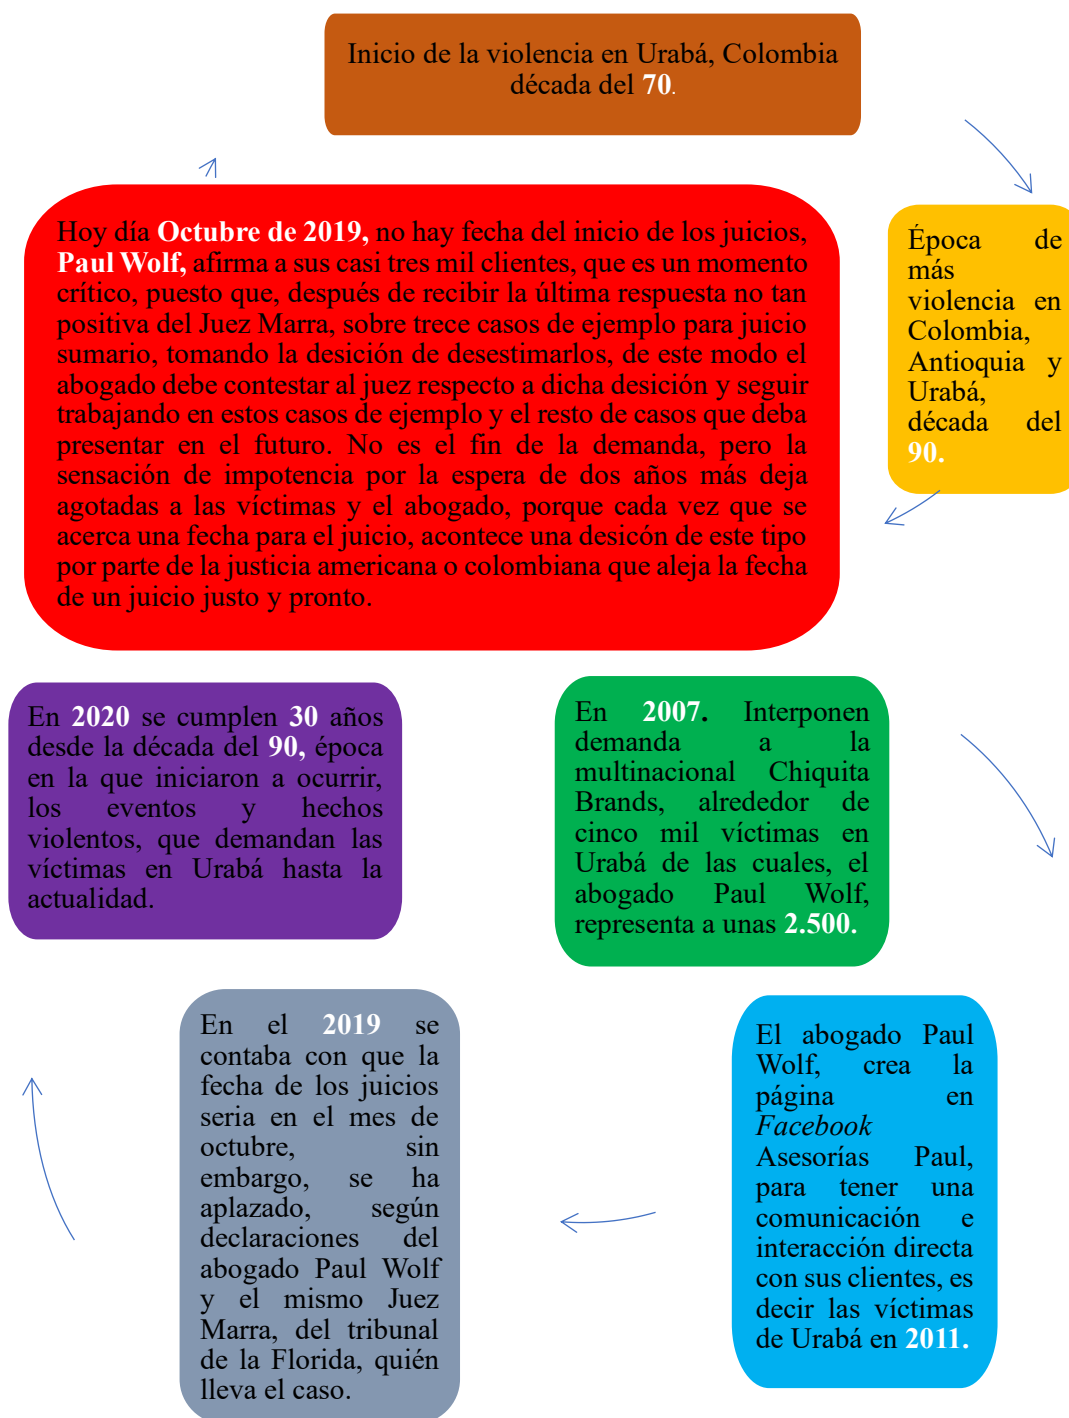 Inicio de la violencia en Urabá, Colombia
década del 70.
Época de
más
violencia en
Colombia,
Antioquia y
Urabá,
década del
90.
Hoy día Octubre de 2019, no hay fecha del inicio de los juicios,
Paul Wolf, afirma a sus casi tres mil clientes, que es un momento
crítico, puesto que, después de recibir la última respuesta no tan
positiva del Juez Marra, sobre trece casos de ejemplo para juicio
sumario, tomando la desición de desestimarlos, de este modo el
abogado debe contestar al juez respecto a dicha desición y seguir
trabajando en estos casos de ejemplo y el resto de casos que deba
presentar en el futuro. No es el fin de la demanda, pero la
sensación de impotencia por la espera de dos años más deja
agotadas a las víctimas y el abogado, porque cada vez que se
acerca una fecha para el juicio, acontece una desicón de este tipo
por parte de la justicia americana o colombiana que aleja la fecha
de un juicio justo y pronto.
En 2020 se cumplen 30 años
desde la década del 90, época
en la que iniciaron a ocurrir,
los eventos y hechos
violentos, que demandan las
víctimas en Urabá hasta la
actualidad.
En 2007. Interponen
demanda a la
multinacional Chiquita
Brands, alrededor de
cinco mil víctimas en
Urabá de las cuales, el
abogado Paul Wolf,
representa a unas 2.500.
En el 2019 se
contaba con que la
fecha de los juicios
seria en el mes de
octubre, sin
embargo, se ha
aplazado, según
declaraciones del
abogado Paul Wolf
y el mismo Juez
Marra, del tribunal
de la Florida, quién
lleva el caso.
El abogado Paul
Wolf, crea la
página en
Facebook
Asesorías Paul,
para tener una
comunicación e
interacción directa
con sus clientes, es
decir las víctimas
de Urabá en 2011.